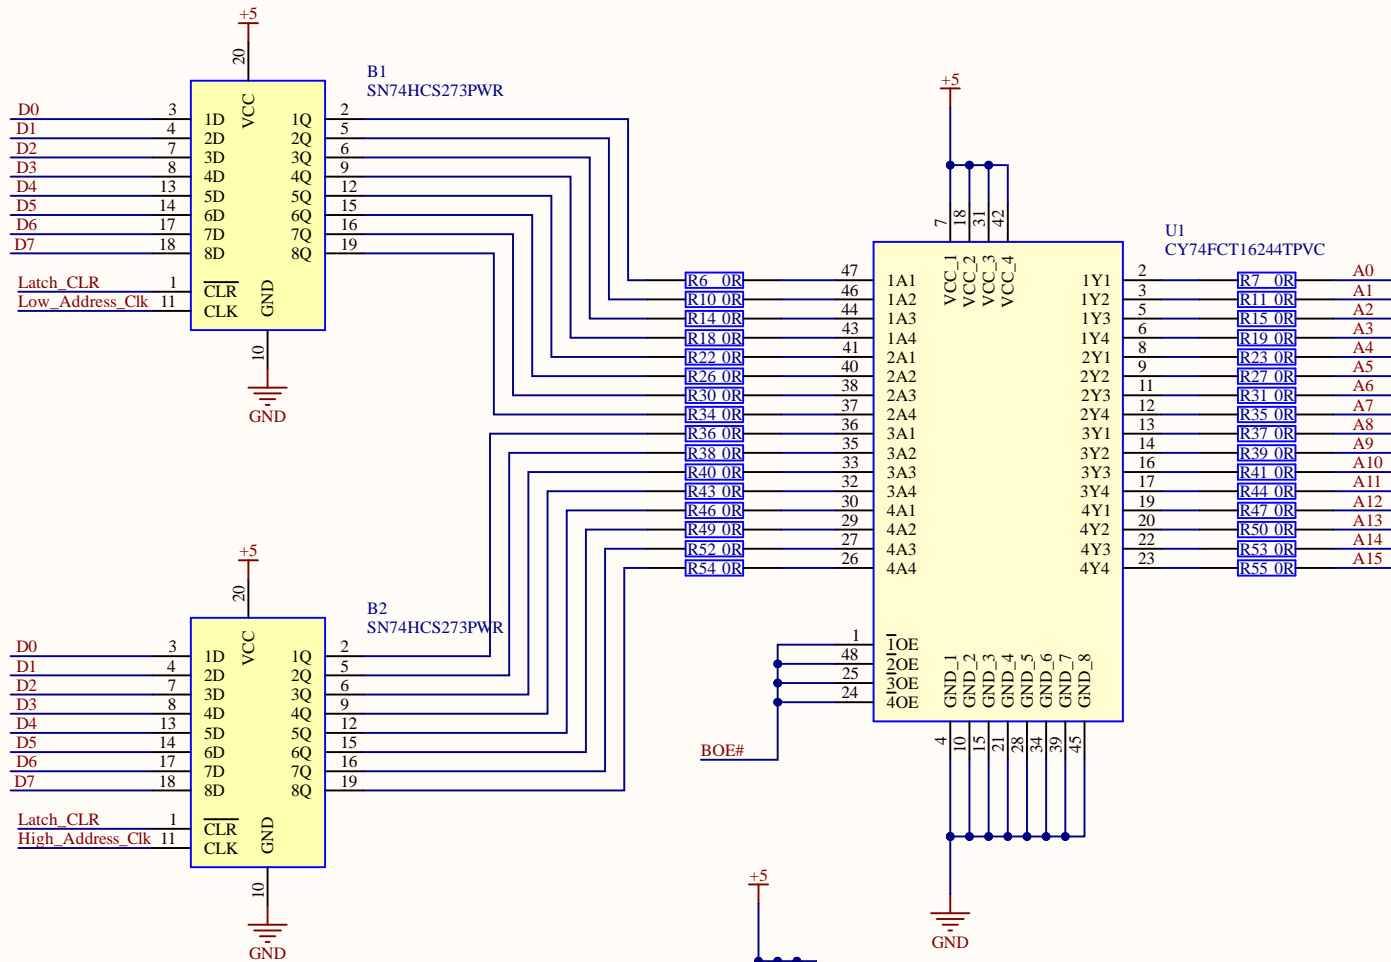 +5
20
B1
SN74HCS273PWR
VCC
D0 3 1D 1Q 2
D1 4 2D 2Q 5
D2 7 3D 3Q 6
D3 8 4D 4Q 9
D4 13 5D 5Q 12
D5 14 6D 6Q 15
D6 17 7D 7Q 16
D7 18 8D 8Q 19
Latch_CLR 1 CLR
Low_Address_Clk 11 CLK
GND
10
GND
+5
7 18 31 42
VCC_1 VCC_2 VCC_3 VCC_4
U1
CY74FCT16244TPVC
R6 0R 47 1A1 1Y1 2 R7 0R A0
R10 0R 46 1A2 1Y2 3 R11 0R A1
R14 0R 44 1A3 1Y3 5 R15 0R A2
R18 0R 43 1A4 1Y4 6 R19 0R A3
R22 0R 41 2A1 2Y1 8 R23 0R A4
R26 0R 40 2A2 2Y2 9 R27 0R A5
R30 0R 38 2A3 2Y3 11 R31 0R A6
R34 0R 37 2A4 2Y4 12 R35 0R A7
R36 0R 36 3A1 3Y1 13 R37 0R A8
R38 0R 35 3A2 3Y2 14 R39 0R A9
R40 0R 33 3A3 3Y3 16 R41 0R A10
R43 0R 32 3A4 3Y4 17 R44 0R A11
R46 0R 30 4A1 4Y1 19 R47 0R A12
R49 0R 29 4A2 4Y2 20 R50 0R A13
R52 0R 27 4A3 4Y3 22 R53 0R A14
R54 0R 26 4A4 4Y4 23 R55 0R A15
1 1OE
48 2OE
25 3OE
24 4OE
BOE#
GND_1 GND_2 GND_3 GND_4 GND_5 GND_6 GND_7 GND_8
4 10 15 21 28 34 39 45
GND
+5
20
B2
SN74HCS273PWR
VCC
D0 3 1D 1Q 2
D1 4 2D 2Q 5
D2 7 3D 3Q 6
D3 8 4D 4Q 9
D4 13 5D 5Q 12
D5 14 6D 6Q 15
D6 17 7D 7Q 16
D7 18 8D 8Q 19
Latch_CLR 1 CLR
High_Address_Clk 11 CLK
GND
10
GND
+5